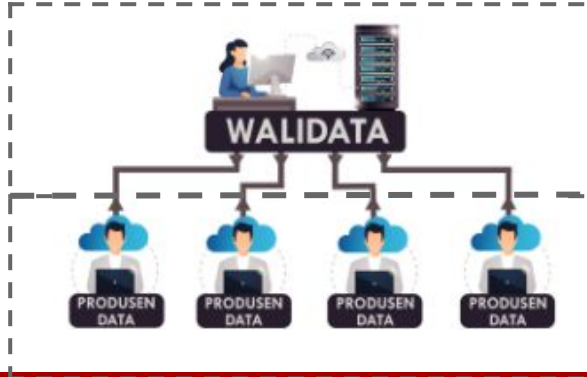 WALIDATA
PRODUSEN
DATA
PRODUSEN
DATA
PRODUSEN
DATA
PRODUSEN
DATA